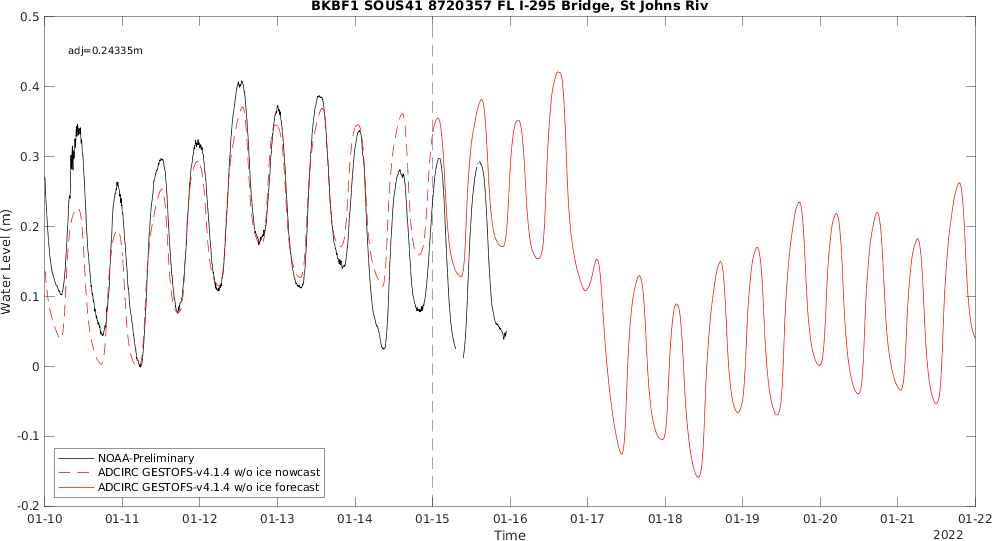 BKBF1 SOUS41 8720357 FL I-295 Bridge, St Johns Riv
adj=0.24335m
0.5
0.4
0.3
0.2
0.1
0
-0.1
-0.2
Water Level (m)
NOAA-Preliminary
ADCIRC GESTOFS-v4.1.4 w/o ice nowcast
ADCIRC GESTOFS-v4.1.4 w/o ice forecast
01-10 01-11 01-12 01-13 01-14 01-15 01-16 01-17 01-18 01-19 01-20 01-21 01-22
Time
2022